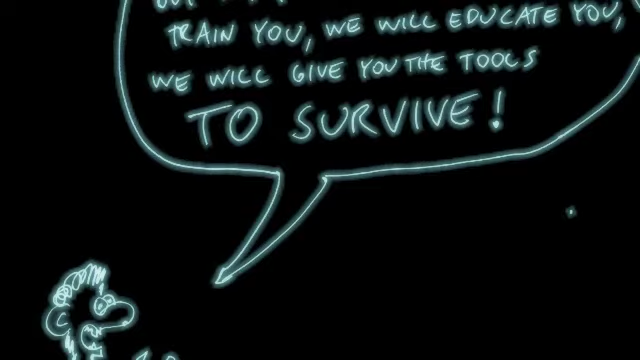 TRAIN YOU, WE WILL EDUCATE YOU,
WE WILL GIVE YOU THE TOOLS
TO SURVIVE!